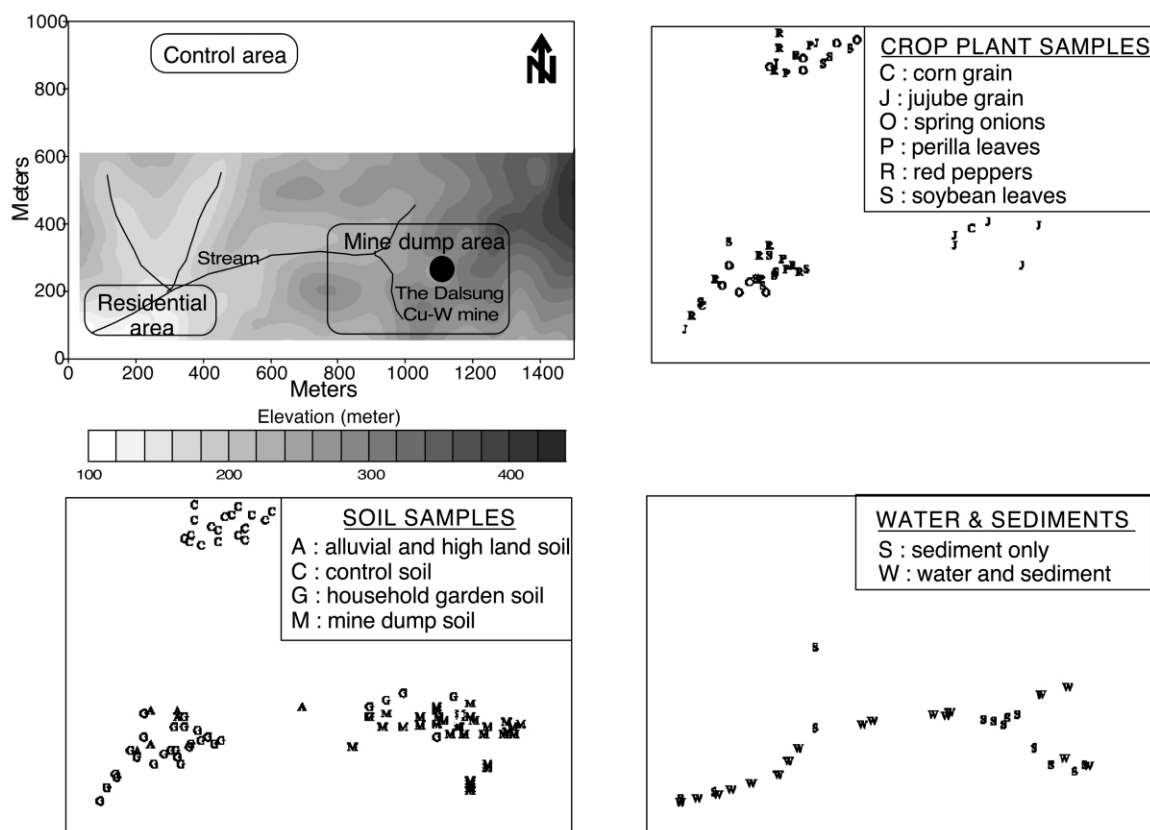 1000
800
600
400
200
0
Meters
Control area
N
Mine dump area
Stream
The Dalsung
Cu-W mine
Residential
area
0 200 400 600 800 1000 1200 1400
Meters
Elevation (meter)
100 200 300 400
CROP PLANT SAMPLES
C : corn grain
J : jujube grain
O : spring onions
P : perilla leaves
R : red peppers
S : soybean leaves
SOIL SAMPLES
A : alluvial and high land soil
C : control soil
G : household garden soil
M : mine dump soil
WATER & SEDIMENTS
S : sediment only
W : water and sediment